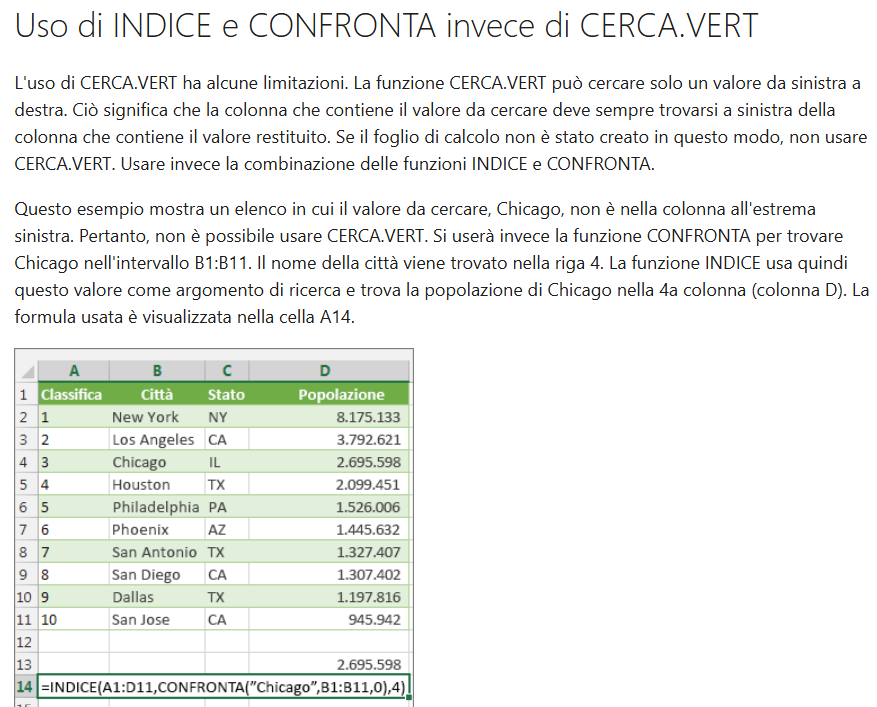 Uso di INDICE e CONFRONTA invece di CERCA.VERT
L'uso di CERCA.VERT ha alcune limitazioni. La funzione CERCA.VERT può cercare solo un valore da sinistra a
destra. Ciò significa che la colonna che contiene il valore da cercare deve sempre trovarsi a sinistra della
colonna che contiene il valore restituito. Se il foglio di calcolo non è stato creato in questo modo, non usare
CERCA.VERT. Usare invece la combinazione delle funzioni INDICE e CONFRONTA.
Questo esempio mostra un elenco in cui il valore da cercare, Chicago, non è nella colonna all'estrema
sinistra. Pertanto, non è possibile usare CERCA.VERT. Si userà invece la funzione CONFRONTA per trovare
Chicago nell'intervallo B1:B11. Il nome della città viene trovato nella riga 4. La funzione INDICE usa quindi
questo valore come argomento di ricerca e trova la popolazione di Chicago nella 4a colonna (colonna D). La
formula usata è visualizzata nella cella A14.
A B C D
1 Classifica Città Stato Popolazione
2 1 New York NY 8.175.133
3 2 Los Angeles CA 3.792.621
4 3 Chicago IL 2.695.598
5 4 Houston TX 2.099.451
6 5 Philadelphia PA 1.526.006
7 6 Phoenix AZ 1.445.632
8 7 San Antonio TX 1.327.407
9 8 San Diego CA 1.307.402
10 9 Dallas TX 1.197.816
11 10 San Jose CA 945.942
12
13 2.695.598
14 =INDICE(A1:D11,CONFRONTA("Chicago",B1:B11,0),4)